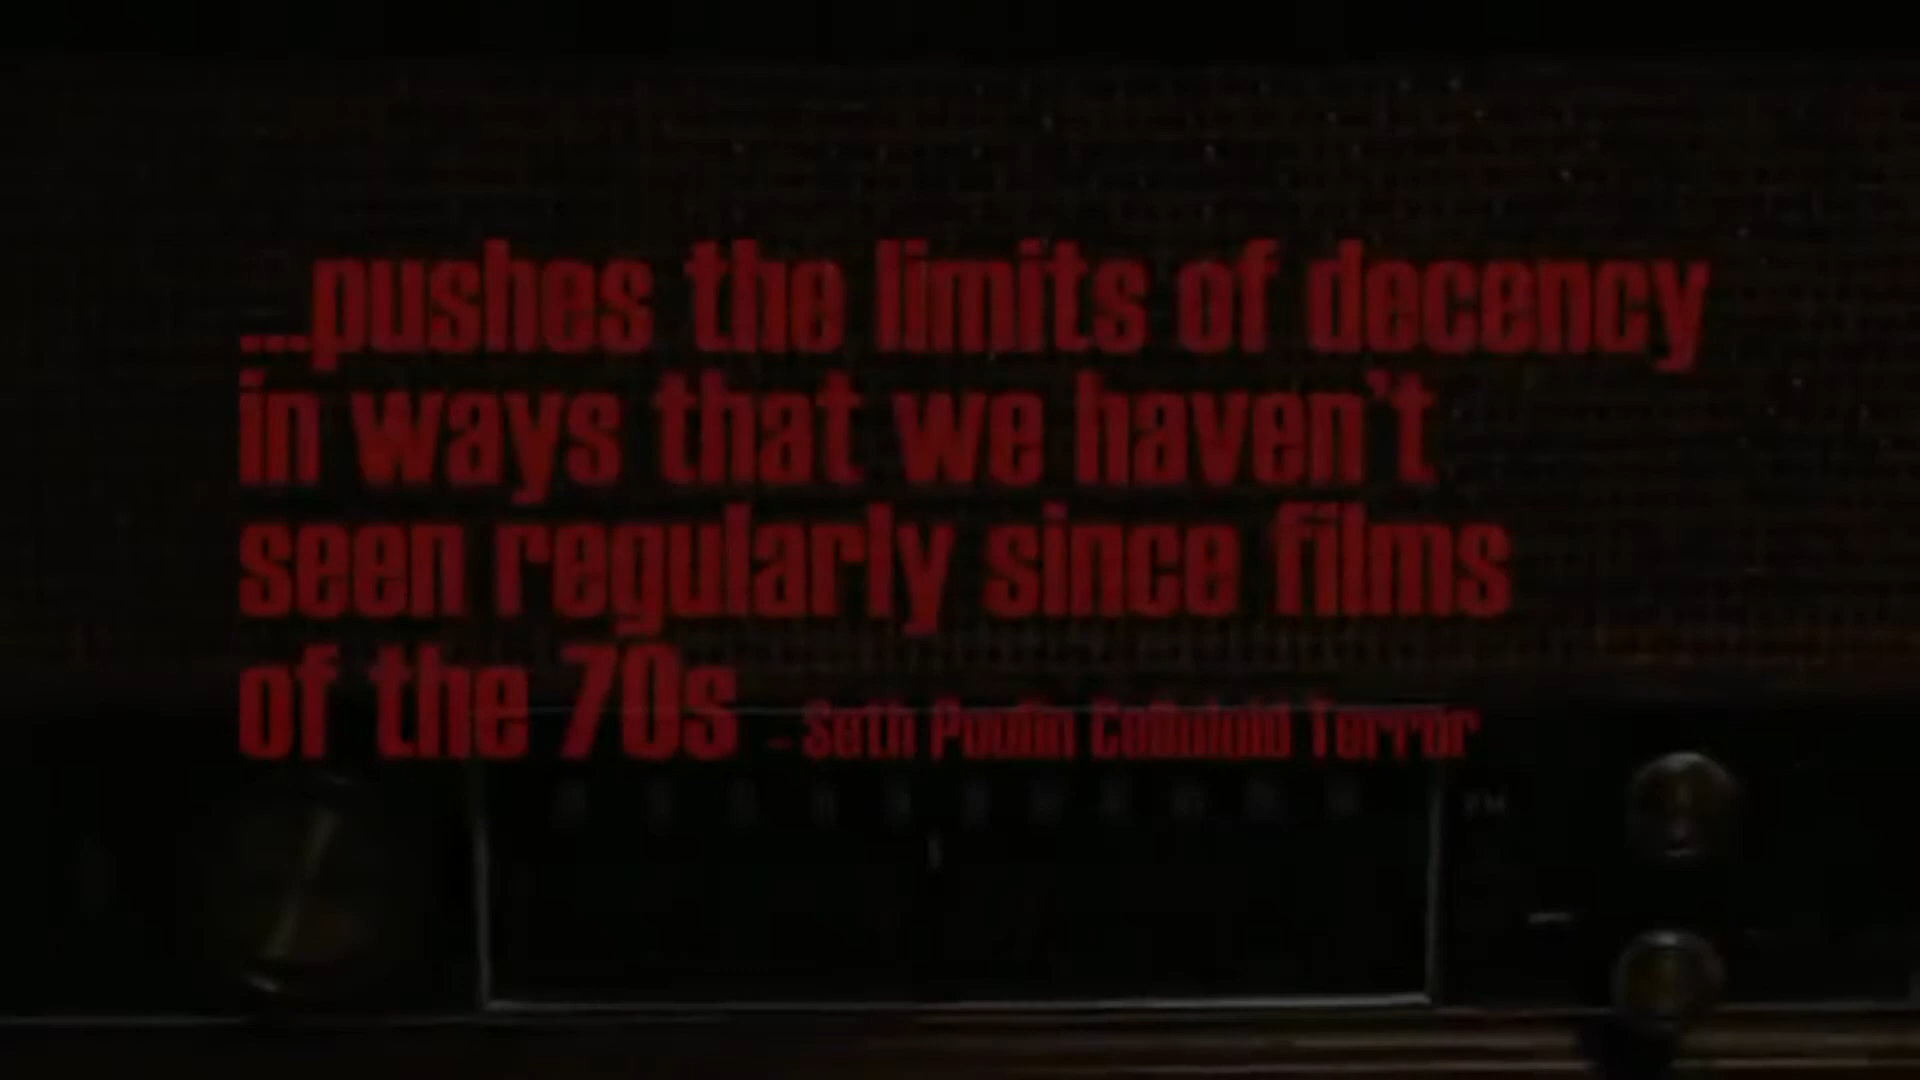 ...pushes the limits of decency
in ways that we haven't
seen regularly since films
of the 70s - Seth Poulin Celluloid Terror